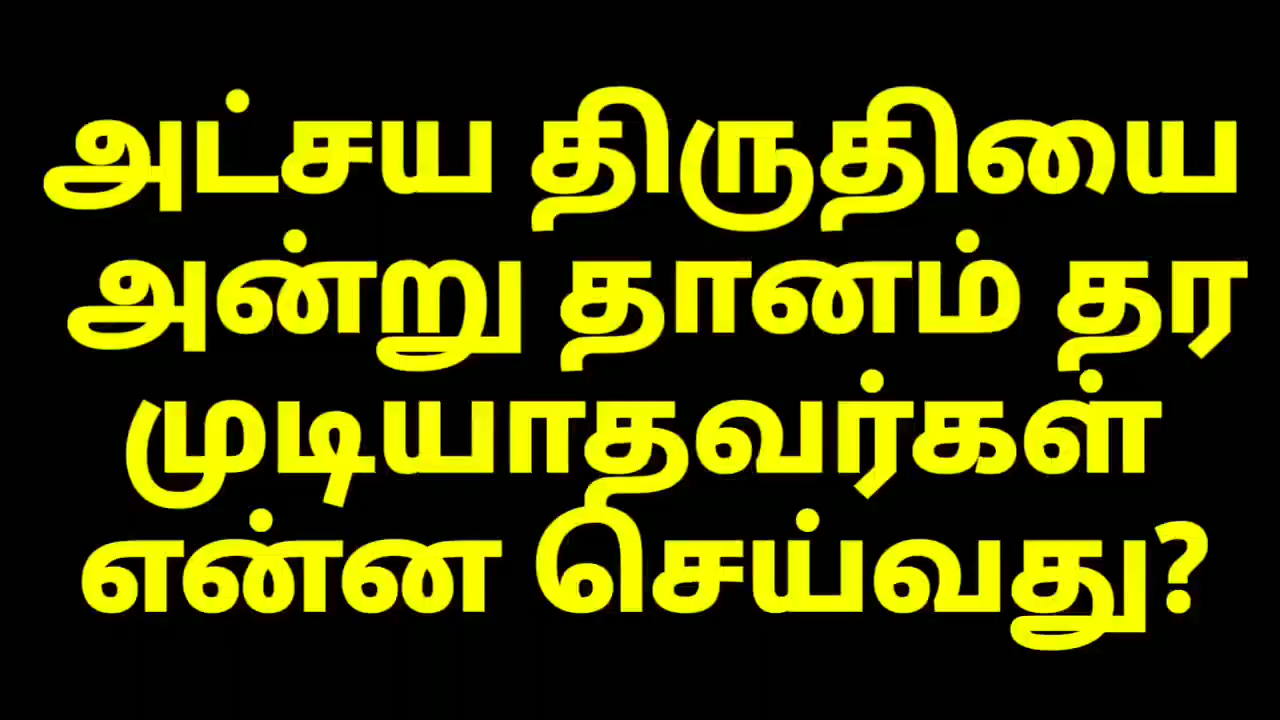 அட்சய திருதியை
அன்று தானம் தர
முடியாதவர்கள்
என்ன செய்வது?